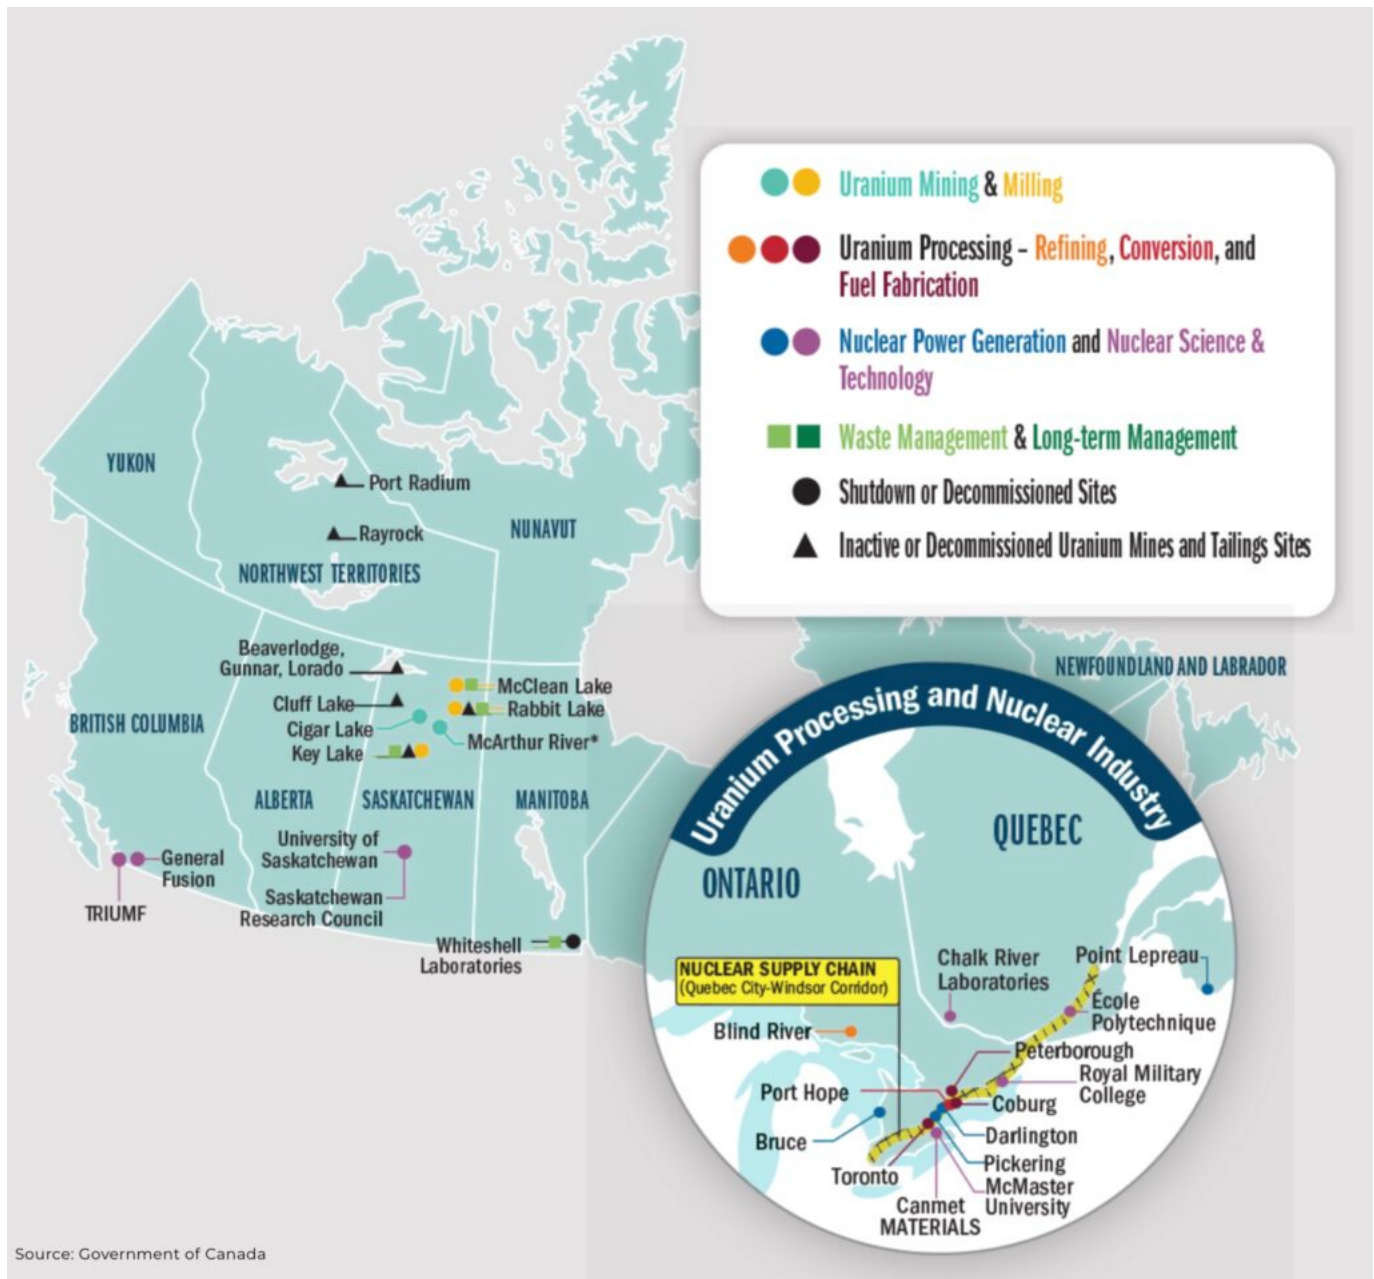 Uranium Mining & Milling
Uranium Processing – Refining, Conversion, and
Fuel Fabrication
Nuclear Power Generation and Nuclear Science &
Technology
Waste Management & Long-term Management
Shutdown or Decommissioned Sites
Inactive or Decommissioned Uranium Mines and Tailings Sites
YUKON
Port Radium
Rayrock
NUNAVUT
NORTHWEST TERRITORIES
Beaverlodge,
Gunnar, Lorado
McClean Lake
Cluff Lake
Rabbit Lake
Cigar Lake
McArthur River*
Key Lake
BRITISH COLUMBIA
ALBERTA
SASKATCHEWAN
MANITOBA
NEWFOUNDLAND AND LABRADOR
University of
Saskatchewan
General
Fusion
TRIUMF
Saskatchewan
Research Council
Whiteshell
Laboratories
Uranium Processing and Nuclear Industry
QUEBEC
ONTARIO
NUCLEAR SUPPLY CHAIN
(Quebec City-Windsor Corridor)
Chalk River
Laboratories
Point Lepreau
École
Polytechnique
Blind River
Peterborough
Royal Military
College
Port Hope
Coburg
Bruce
Darlington
Pickering
Toronto
McMaster
University
Canmet
MATERIALS
Source: Government of Canada